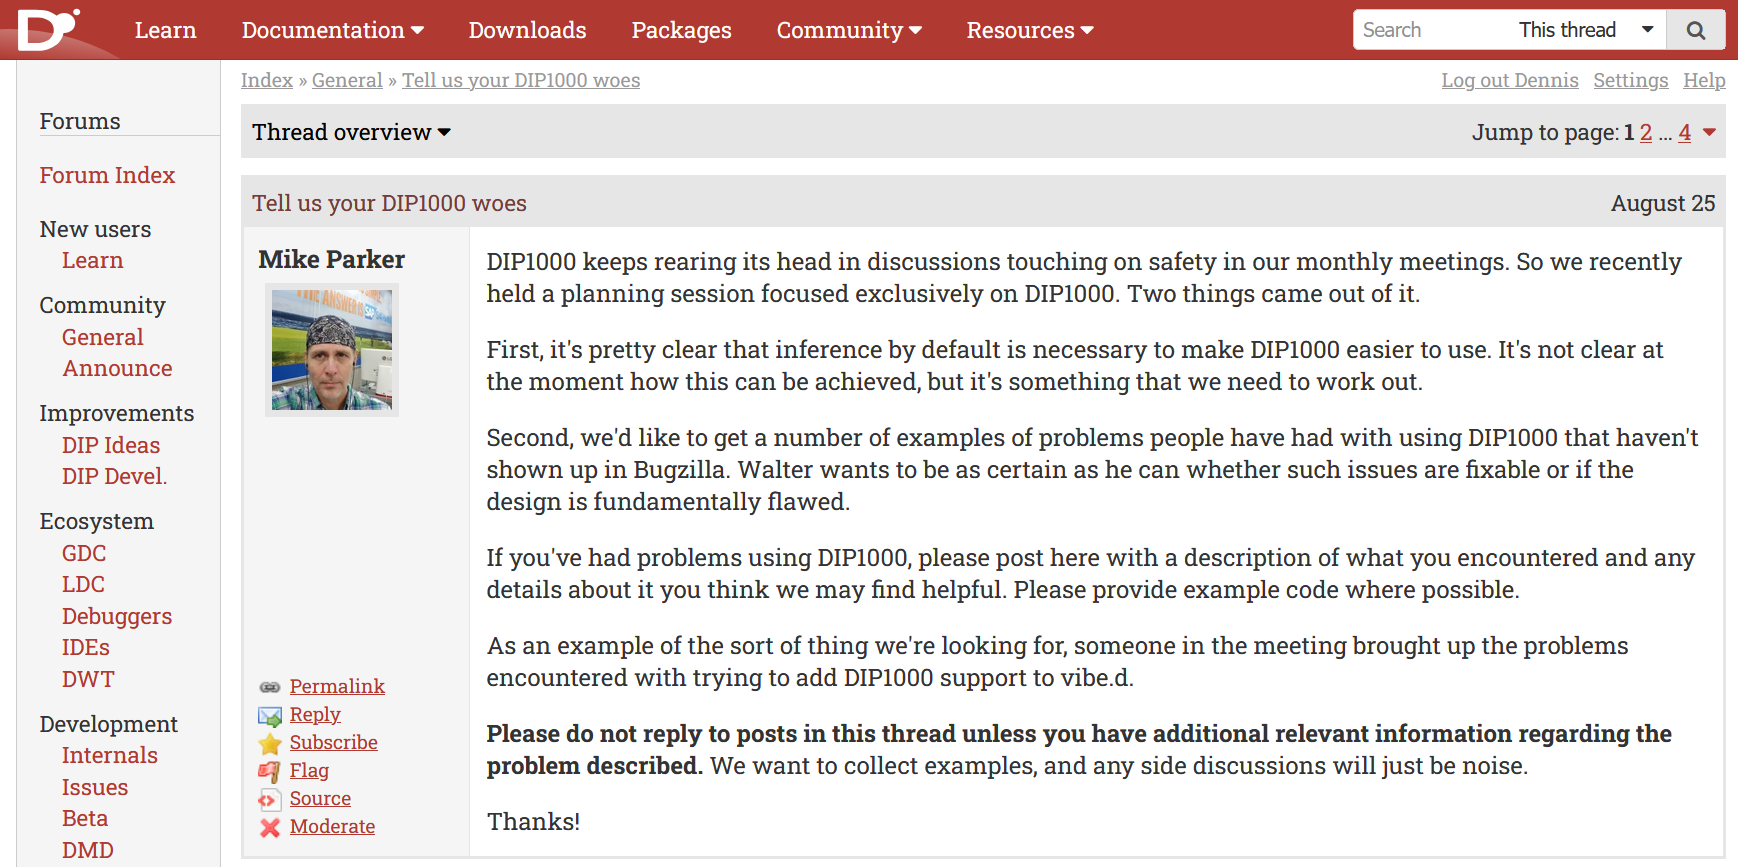 D
Learn Documentation Downloads Packages Community Resources
Search This thread
Index » General » Tell us your DIP1000 woes
Log out Dennis Settings Help
Forums
Forum Index
New users
Learn
Community
General
Announce
Improvements
DIP Ideas
DIP Devel.
Ecosystem
GDC
LDC
Debuggers
IDEs
DWT
Development
Internals
Issues
Beta
DMD
Thread overview
Jump to page: 1 2 ... 4
Tell us your DIP1000 woes
August 25
Mike Parker
THE ANSWER IS
SAP
Permalink
Reply
Subscribe
Flag
Source
Moderate
DIP1000 keeps rearing its head in discussions touching on safety in our monthly meetings. So we recently
held a planning session focused exclusively on DIP1000. Two things came out of it.
First, it's pretty clear that inference by default is necessary to make DIP1000 easier to use. It's not clear at
the moment how this can be achieved, but it's something that we need to work out.
Second, we'd like to get a number of examples of problems people have had with using DIP1000 that haven't
shown up in Bugzilla. Walter wants to be as certain as he can whether such issues are fixable or if the
design is fundamentally flawed.
If you've had problems using DIP1000, please post here with a description of what you encountered and any
details about it you think we may find helpful. Please provide example code where possible.
As an example of the sort of thing we're looking for, someone in the meeting brought up the problems
encountered with trying to add DIP1000 support to vibe.d.
Please do not reply to posts in this thread unless you have additional relevant information regarding the
problem described. We want to collect examples, and any side discussions will just be noise.
Thanks!